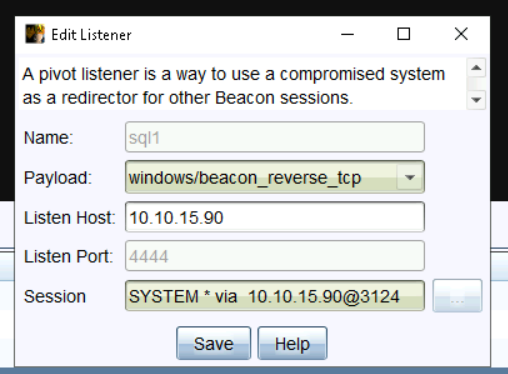 Edit Listener
A pivot listener is a way to use a compromised system
as a redirector for other Beacon sessions.
Name: sql1
Payload: windows/beacon_reverse_tcp
Listen Host: 10.10.15.90
Listen Port: 4444
Session SYSTEM * via 10.10.15.90@3124 ...
Save Help